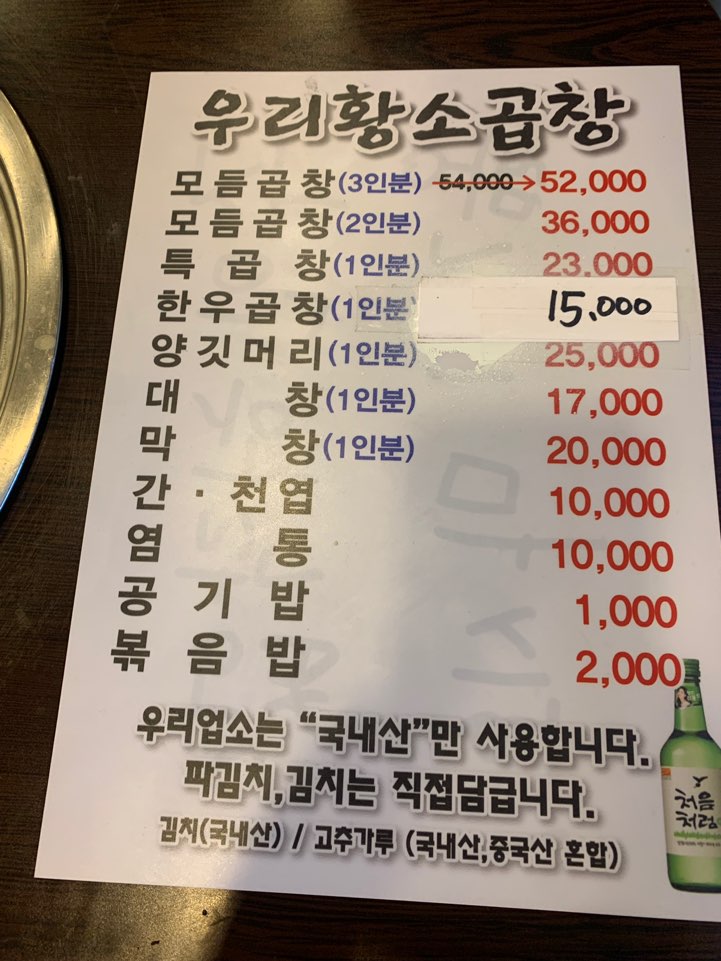 우리황소곱창
모듬곱창(3인분) 54,000→52,000
모듬곱창(2인분) 36,000
특곱창(1인분) 23,000
한우곱창(1인분) 15,000
양깃머리(1인분) 25,000
대창(1인분) 17,000
막창(1인분) 20,000
간·천엽 10,000
염통 10,000
공기밥 1,000
볶음밥 2,000
우리업소는 “국내산”만 사용합니다.
파김치,김치는 직접담급니다.
김치(국내산) / 고추가루 (국내산,중국산 혼합)
처음
처럼